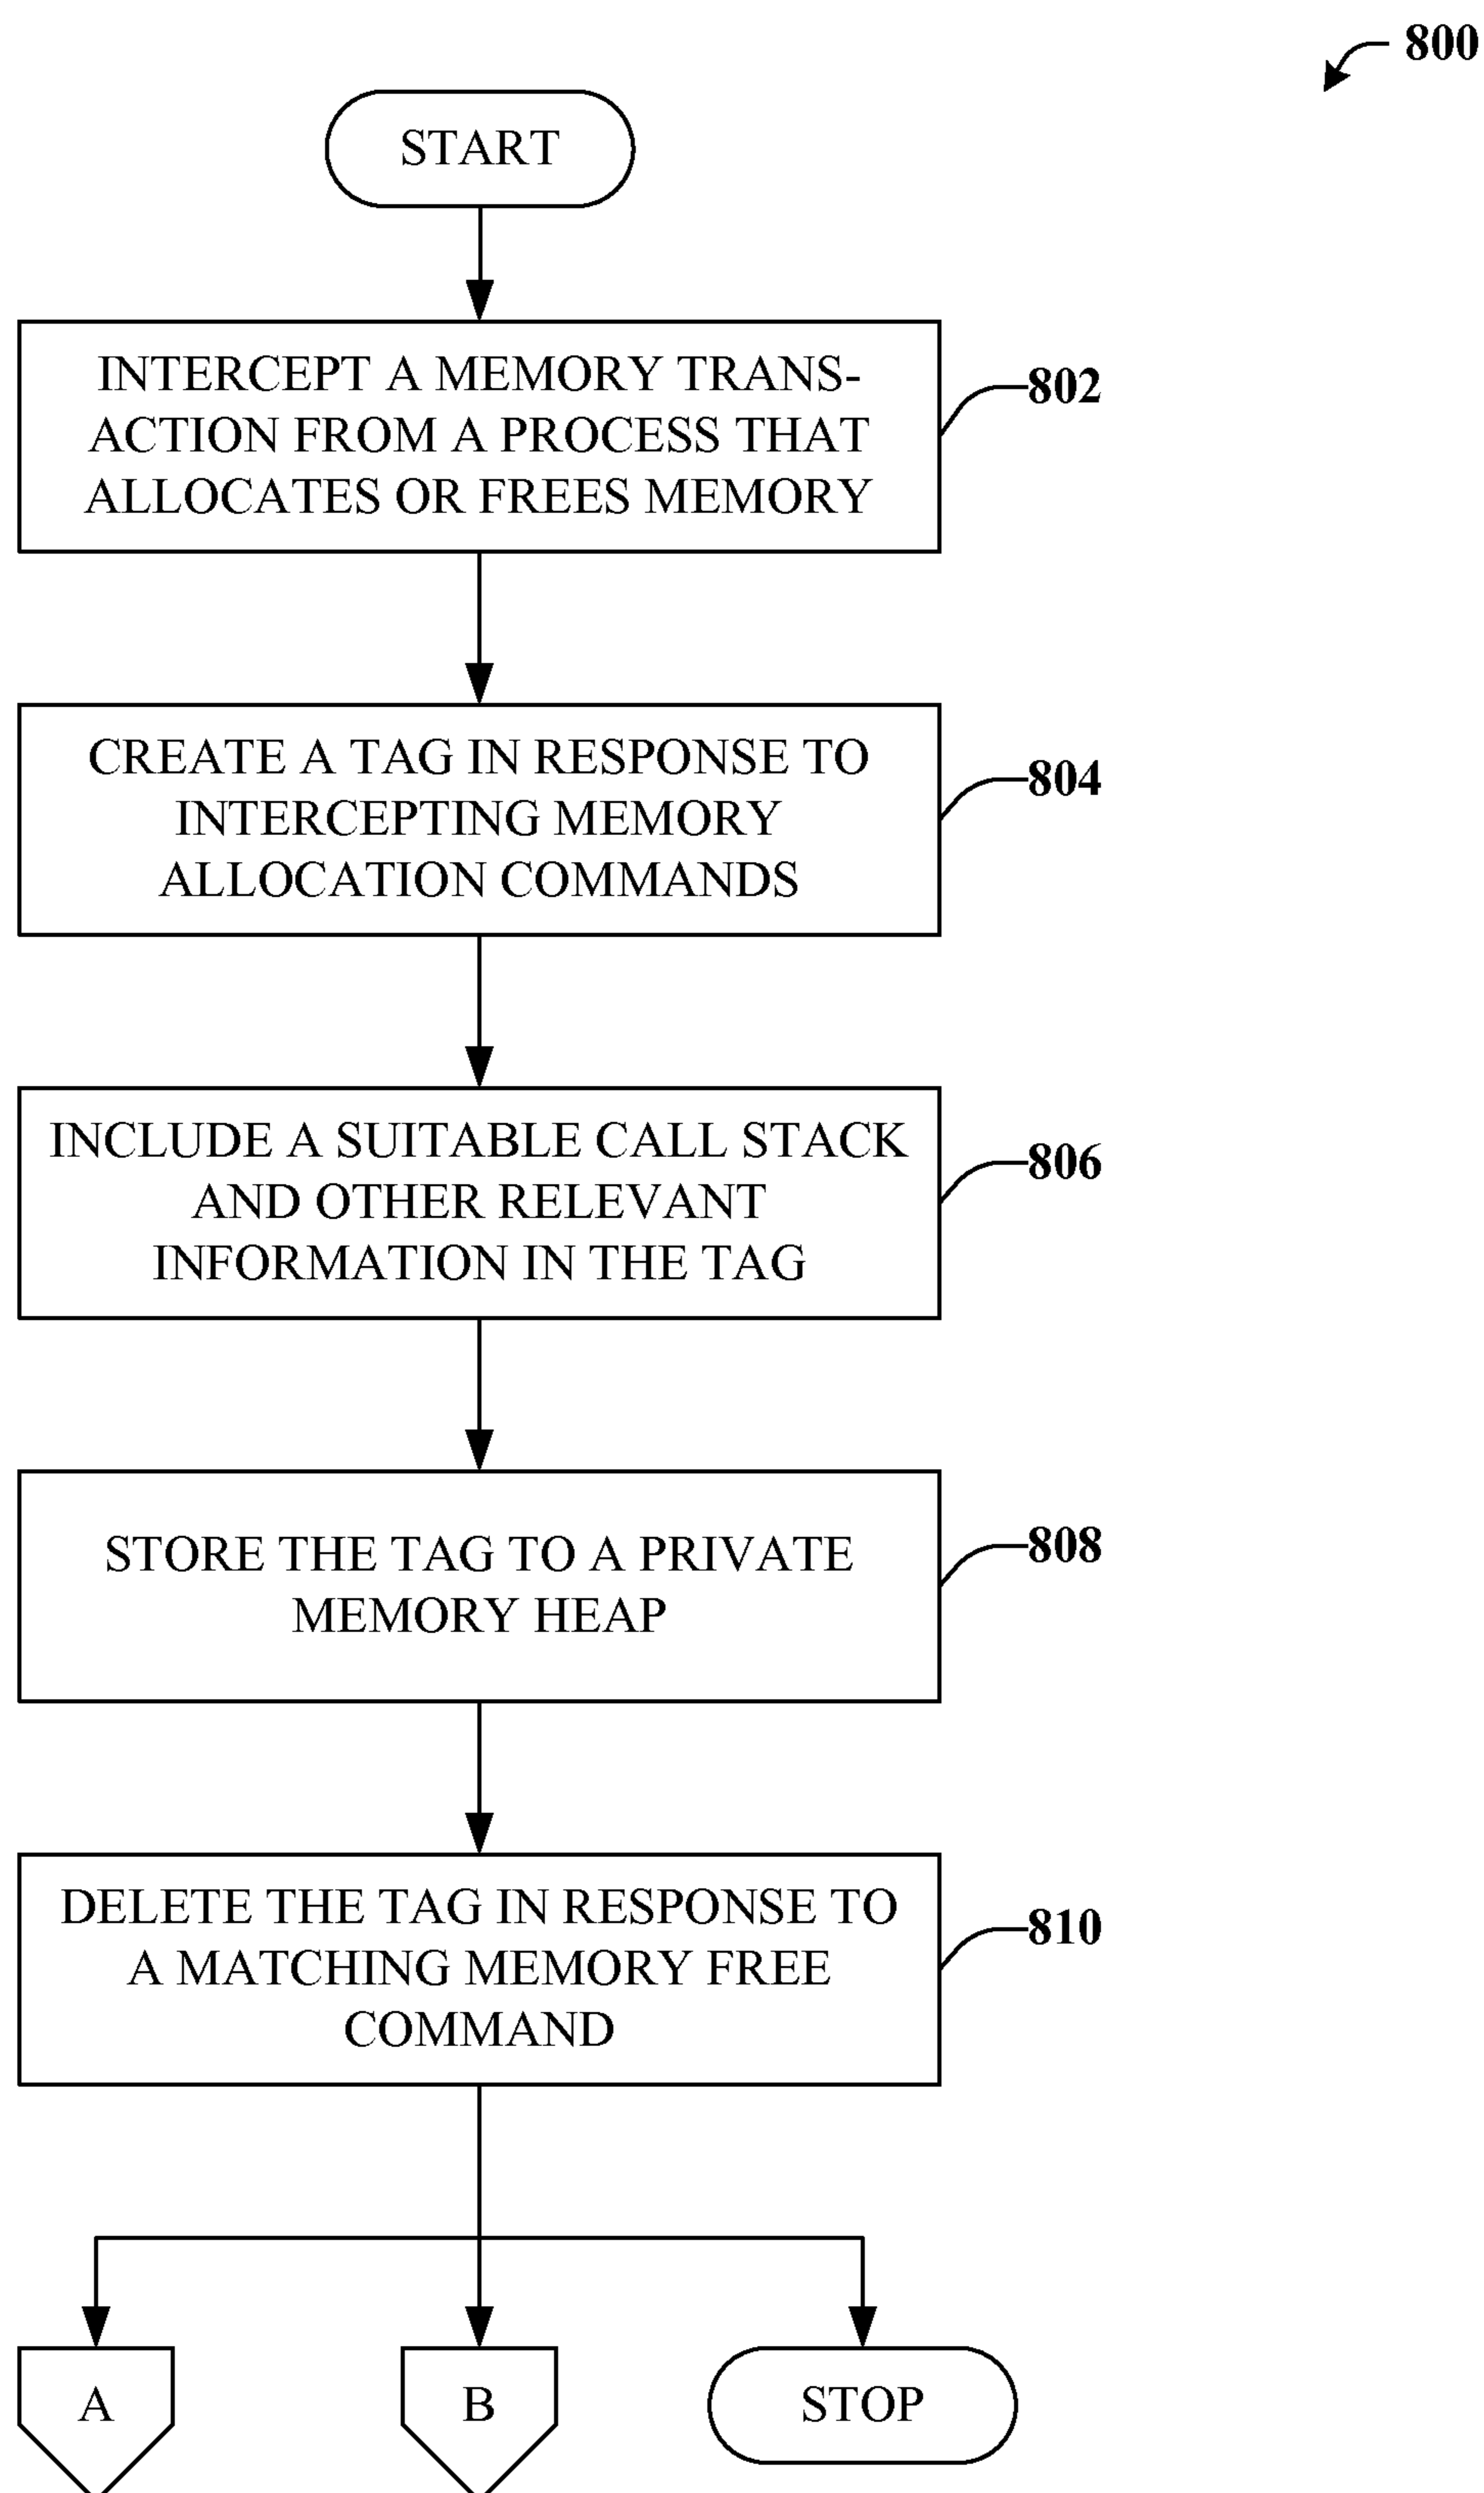 800
START
INTERCEPT A MEMORY TRANS-
ACTION FROM A PROCESS THAT
ALLOCATES OR FREES MEMORY
802
CREATE A TAG IN RESPONSE TO
INTERCEPTING MEMORY
ALLOCATION COMMANDS
804
INCLUDE A SUITABLE CALL STACK
AND OTHER RELEVANT
INFORMATION IN THE TAG
806
STORE THE TAG TO A PRIVATE
MEMORY HEAP
808
DELETE THE TAG IN RESPONSE TO
A MATCHING MEMORY FREE
COMMAND
810
A
B
STOP